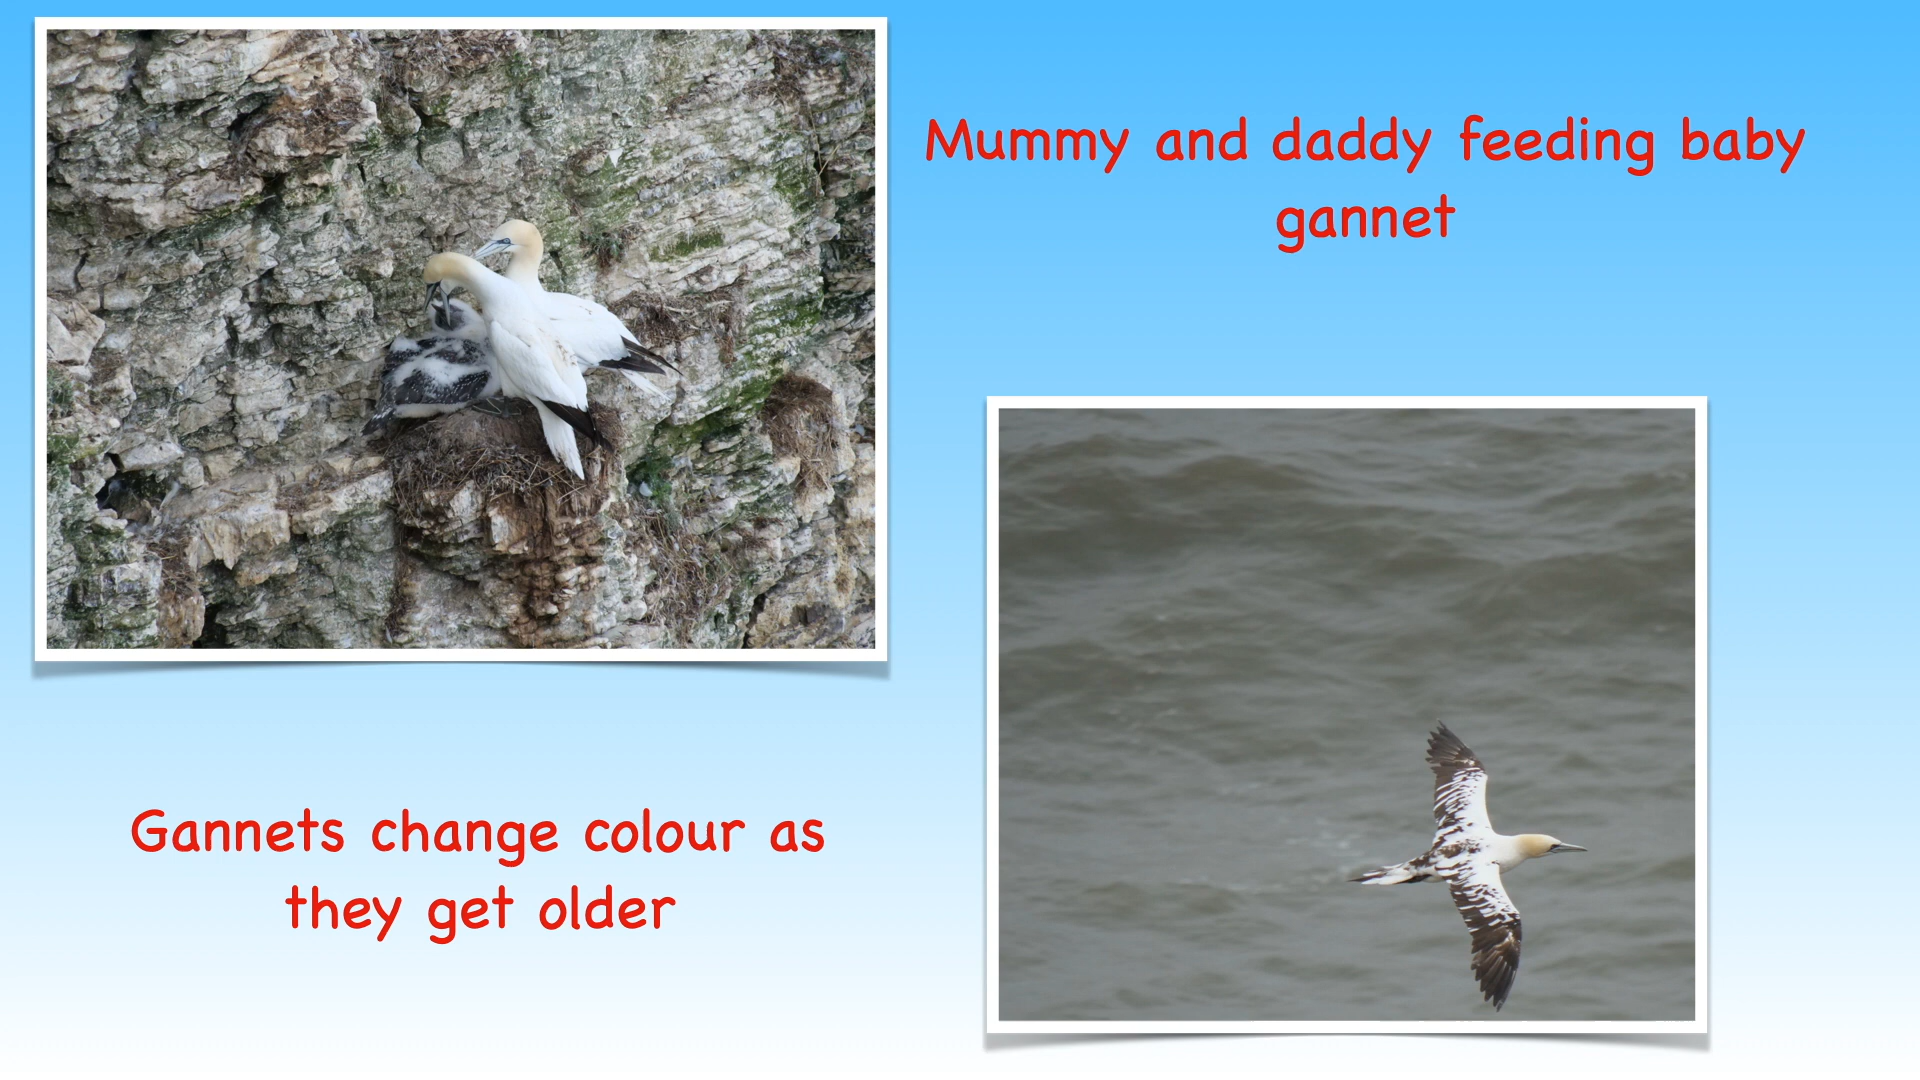 Mummy and daddy feeding baby
gannet
Gannets change colour as
they get older